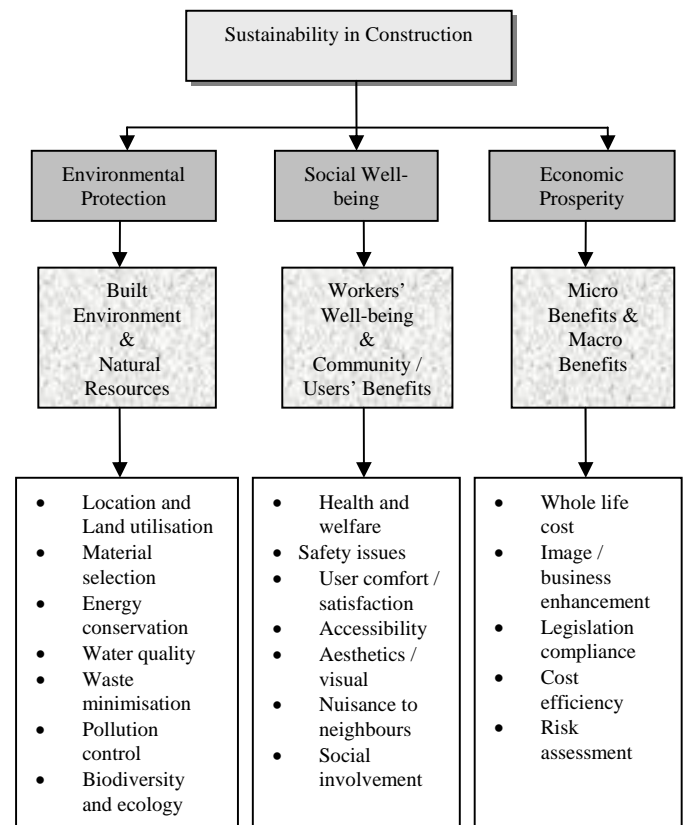 Sustainability in Construction
Environmental
Protection
Social Well-
being
Economic
Prosperity
Built
Environment
&
Natural
Resources
Workers’
Well-being
&
Community /
Users’ Benefits
Micro
Benefits &
Macro
Benefits
• Location and
Land utilisation
• Material
selection
• Energy
conservation
• Water quality
• Waste
minimisation
• Pollution
control
• Biodiversity
and ecology
• Health and
welfare
• Safety issues
• User comfort /
satisfaction
• Accessibility
• Aesthetics /
visual
• Nuisance to
neighbours
• Social
involvement
• Whole life
cost
• Image /
business
enhancement
• Legislation
compliance
• Cost
efficiency
• Risk
assessment